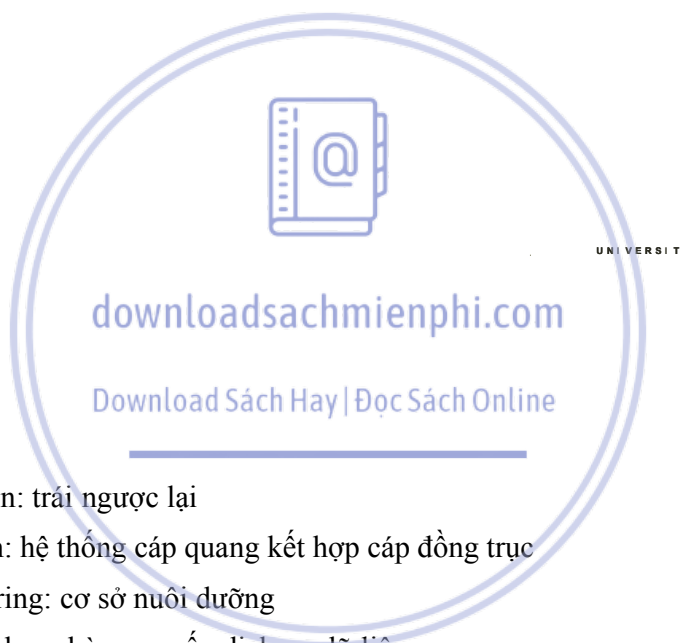 @
UNIVERSIT
downloadsachmienphi.com
Download Sách Hay | Đọc Sách Online
n: trái ngược lại
: hệ thống cáp quang kết hợp cáp đồng trục
ring: cơ sở nuôi dưỡng